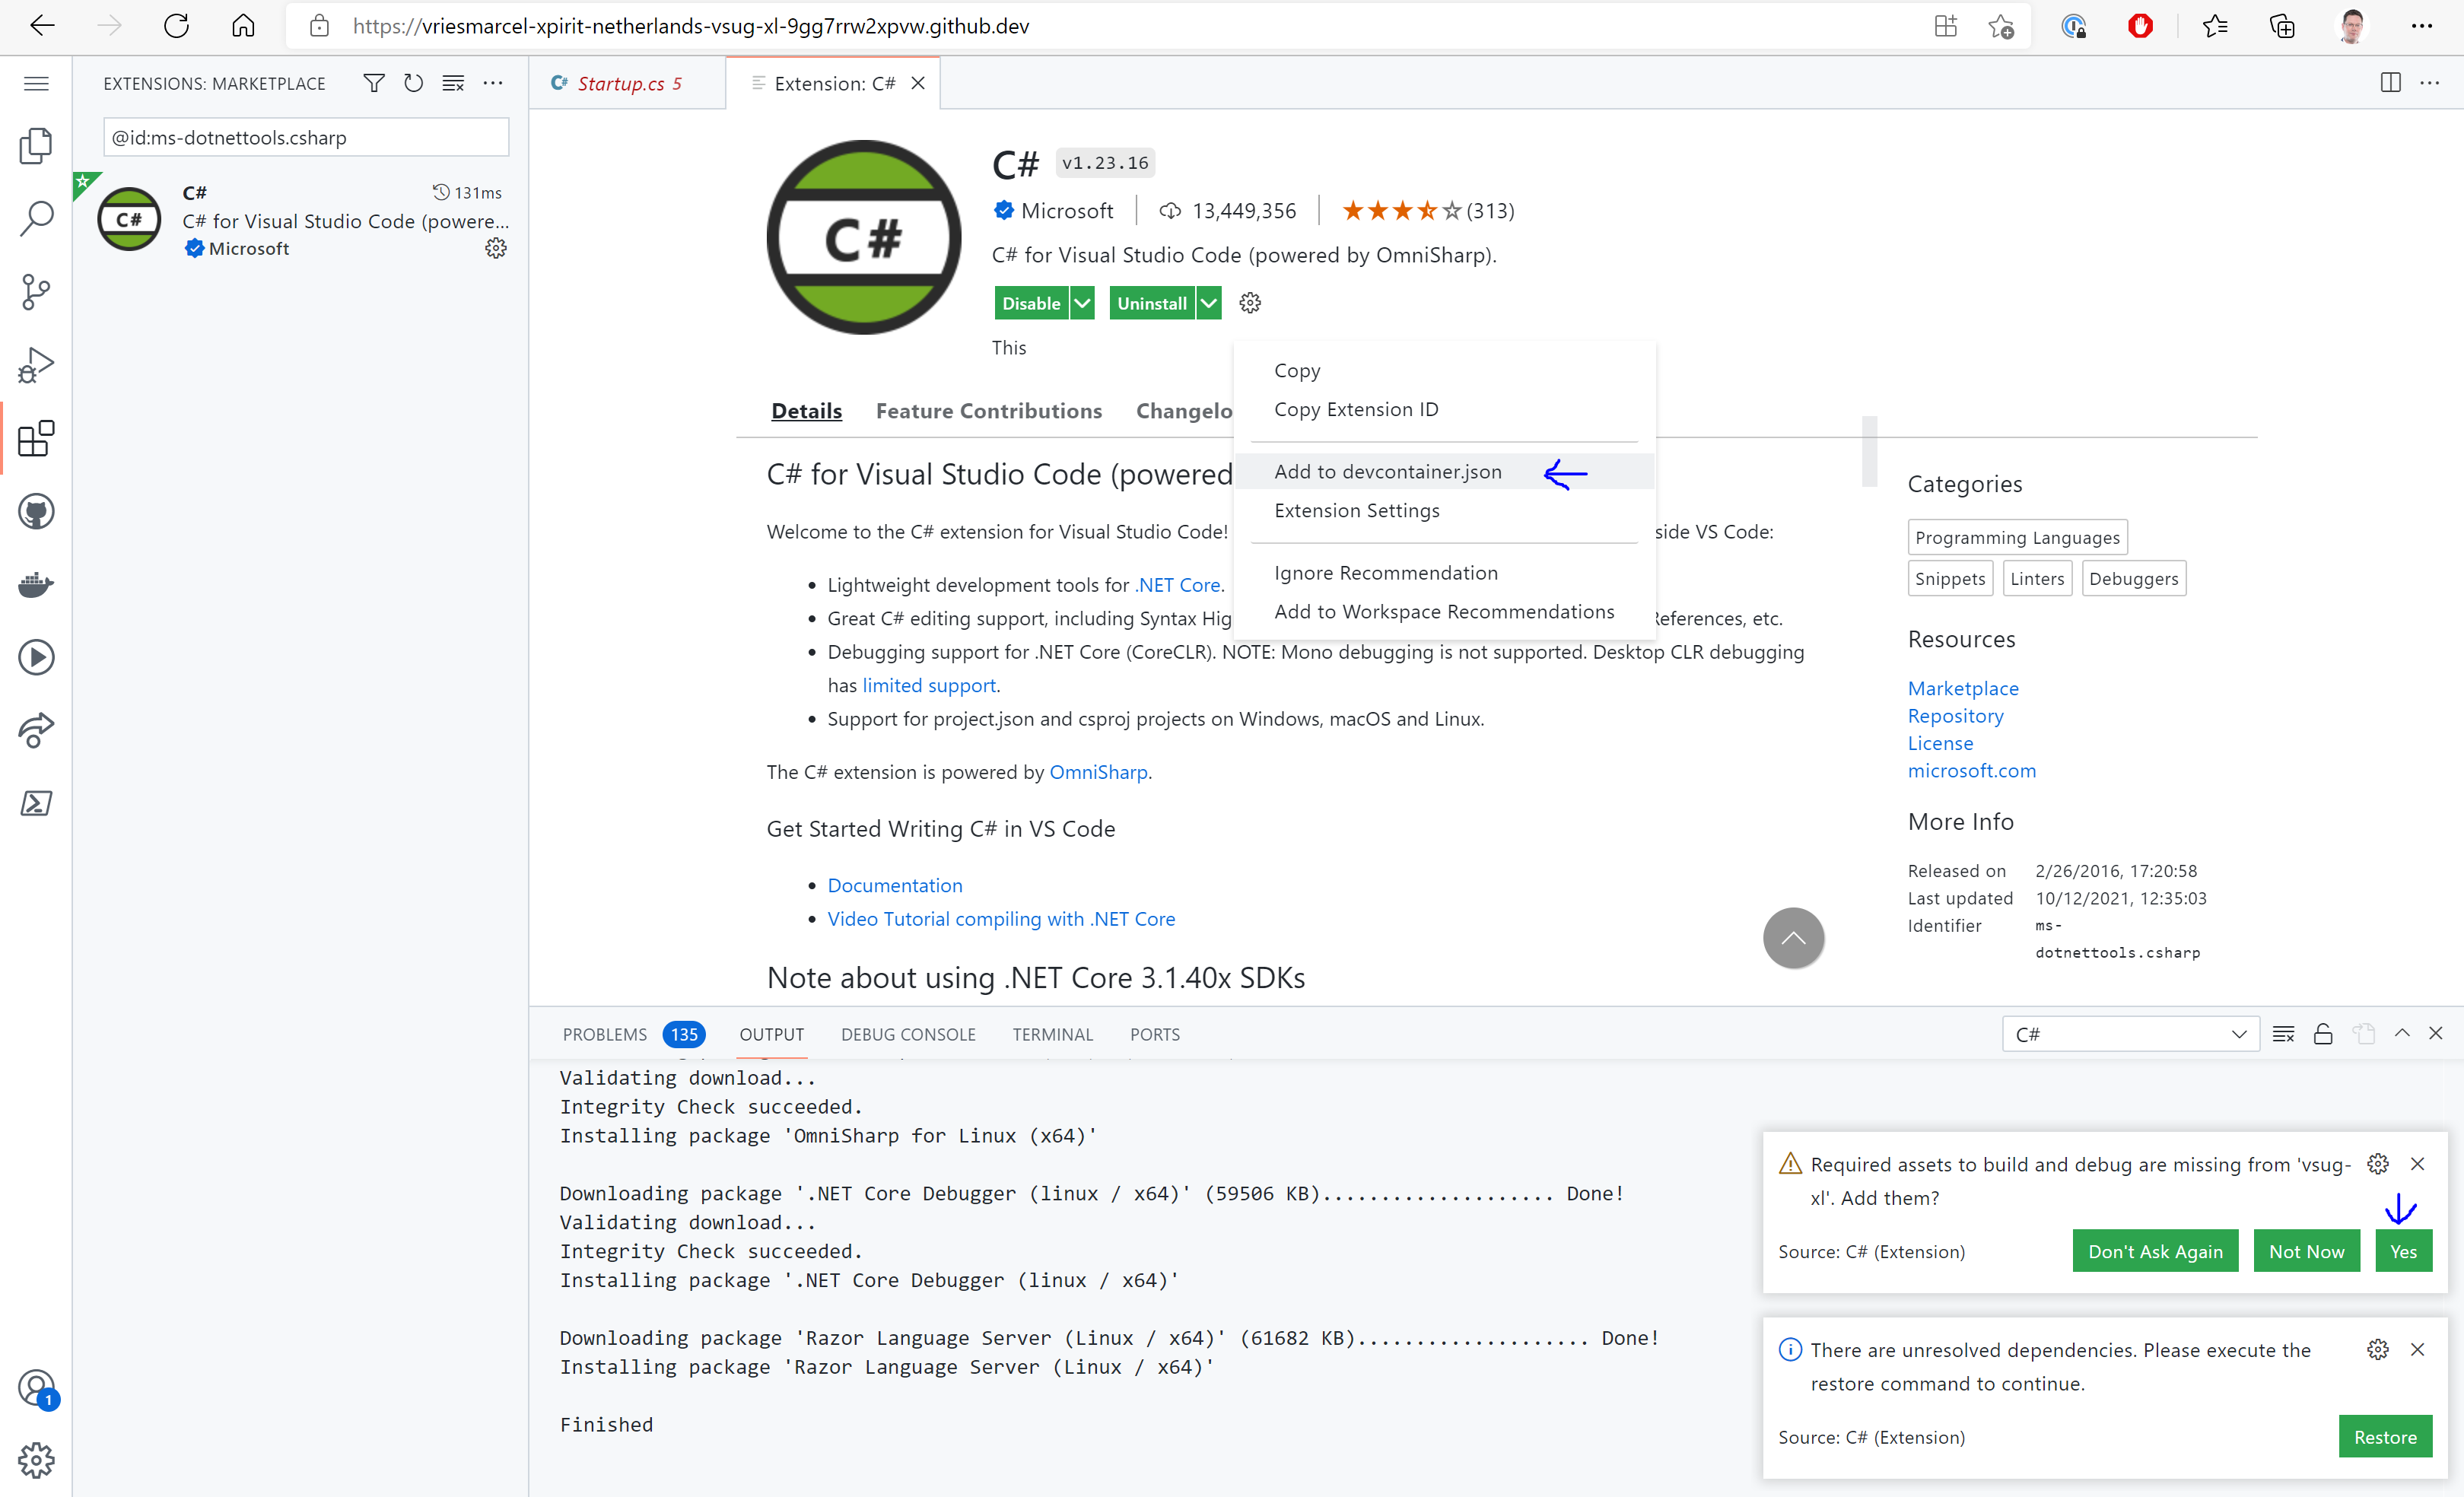 https://vriesmarcel-xpirit-netherlands-vsug-xl-9gg7rrw2xpvw.github.dev
EXTENSIONS: MARKETPLACE
@id:ms-dotnettools.csharp
C#
C#
131ms
C# for Visual Studio Code (powere...
Microsoft
C# Startup.cs 5
Extension: C#
C#
C# v1.23.16
Microsoft
13,449,356
(313)
C# for Visual Studio Code (powered by OmniSharp).
Disable
Uninstall
This
Copy
Copy Extension ID
Add to devcontainer.json
Extension Settings
Ignore Recommendation
Add to Workspace Recommendations
Details
Feature Contributions
Changelo
C# for Visual Studio Code (powered
Welcome to the C# extension for Visual Studio Code! side VS Code:
Lightweight development tools for .NET Core.
Great C# editing support, including Syntax Hig References, etc.
Debugging support for .NET Core (CoreCLR). NOTE: Mono debugging is not supported. Desktop CLR debugging
has limited support.
Support for project.json and csproj projects on Windows, macOS and Linux.
The C# extension is powered by OmniSharp.
Get Started Writing C# in VS Code
Documentation
Video Tutorial compiling with .NET Core
Note about using .NET Core 3.1.40x SDKs
Categories
Programming Languages
Snippets
Linters
Debuggers
Resources
Marketplace
Repository
License
microsoft.com
More Info
Released on 2/26/2016, 17:20:58
Last updated 10/12/2021, 12:35:03
Identifier ms-
dotnettools.csharp
PROBLEMS 135
OUTPUT
DEBUG CONSOLE
TERMINAL
PORTS
C#
Validating download...
Integrity Check succeeded.
Installing package 'OmniSharp for Linux (x64)'
Downloading package '.NET Core Debugger (linux / x64)' (59506 KB).................... Done!
Validating download...
Integrity Check succeeded.
Installing package '.NET Core Debugger (linux / x64)'
Downloading package 'Razor Language Server (Linux / x64)' (61682 KB).................... Done!
Installing package 'Razor Language Server (Linux / x64)'
Finished
Required assets to build and debug are missing from 'vsug-
xl'. Add them?
Source: C# (Extension)
Don't Ask Again
Not Now
Yes
There are unresolved dependencies. Please execute the
restore command to continue.
Source: C# (Extension)
Restore
1